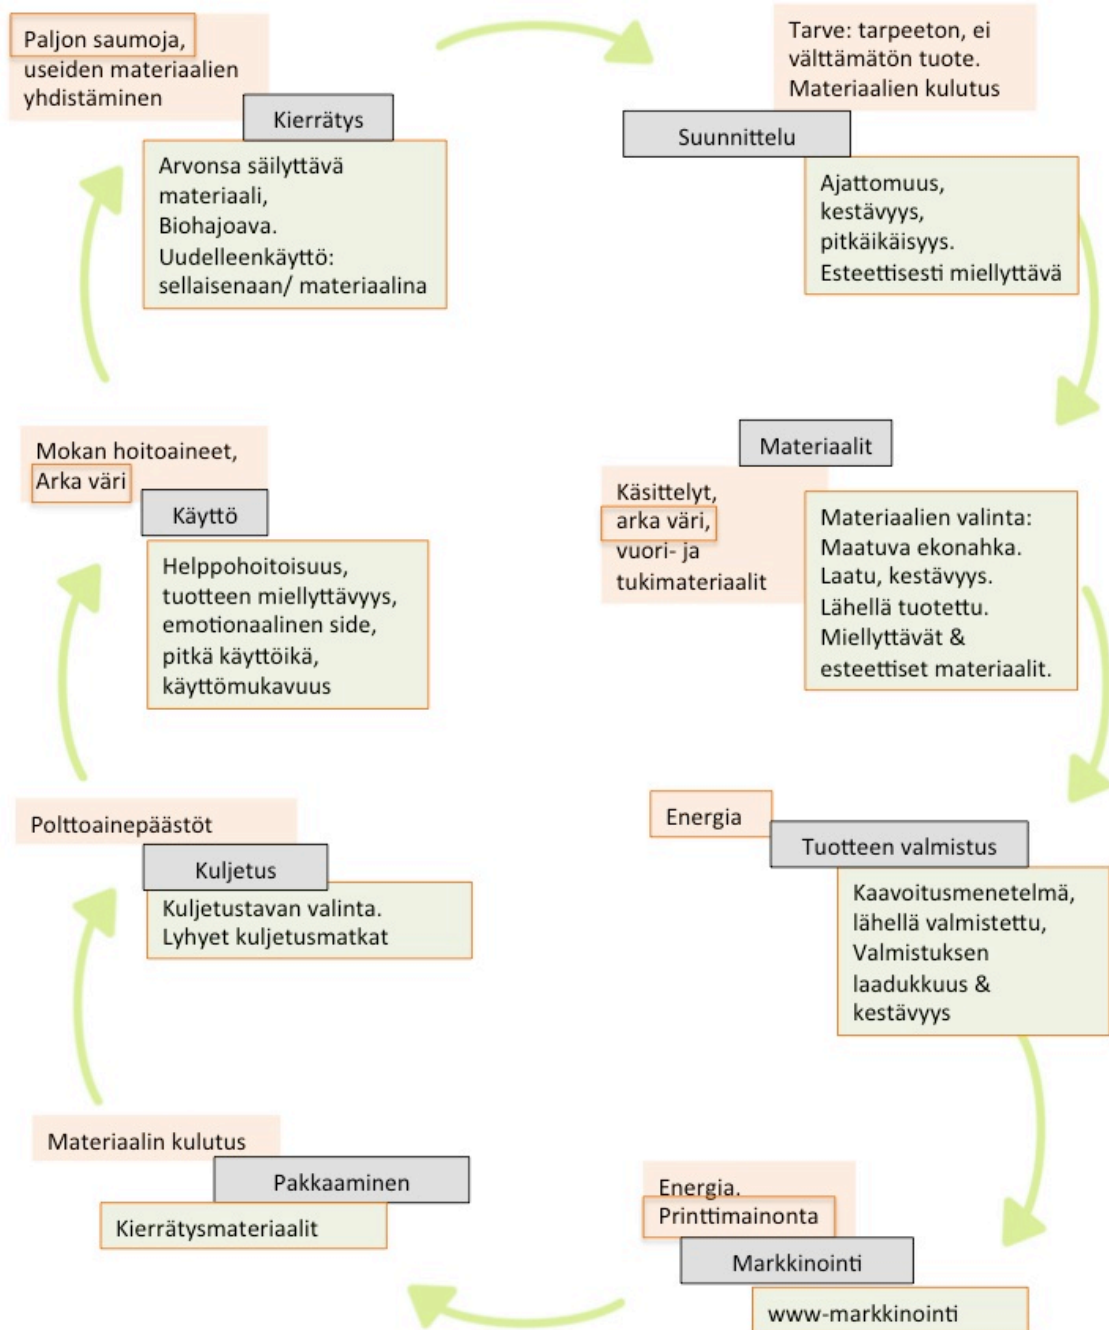 Paljon saumoja,
useiden materiaalien
yhdistäminen
Kierrätys
Arvonsa säilyttävä
materiaali,
Biohajoava.
Uudelleenkäyttö:
sellaisenaan/ materiaalina
Tarve: tarpeeton, ei
välttämätön tuote.
Materiaalien kulutus
Suunnittelu
Ajattomuus,
kestävyys,
pitkäikäisyys.
Esteettisesti miellyttävä
Materiaalit
Käsittelyt,
arka väri,
vuori- ja
tukimateriaalit
Materiaalien valinta:
Maatuva ekonahka.
Laatu, kestävyys.
Lähellä tuotettu.
Miellyttävät &
esteettiset materiaalit.
Energia
Tuotteen valmistus
Kaavoitusmenetelmä,
lähellä valmistettu,
Valmistuksen
laadukkuus &
kestävyys
Energia.
Printtimainonta
Markkinointi
www-markkinointi
Materiaalin kulutus
Pakkaaminen
Kierrätysmateriaalit
Polttoainepäästöt
Kuljetus
Kuljetustavan valinta.
Lyhyet kuljetusmatkat
Mokan hoitoaineet,
Arka väri
Käyttö
Helppohoitoisuus,
tuotteen miellyttävyys,
emotionaalinen side,
pitkä käyttöikä,
käyttömukavuus